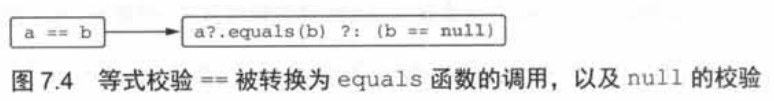 a == b a?.equals(b) ?: (b == null)
图 7.4 等式校验 == 被转换为 equals 函数的调用，以及 null 的校验